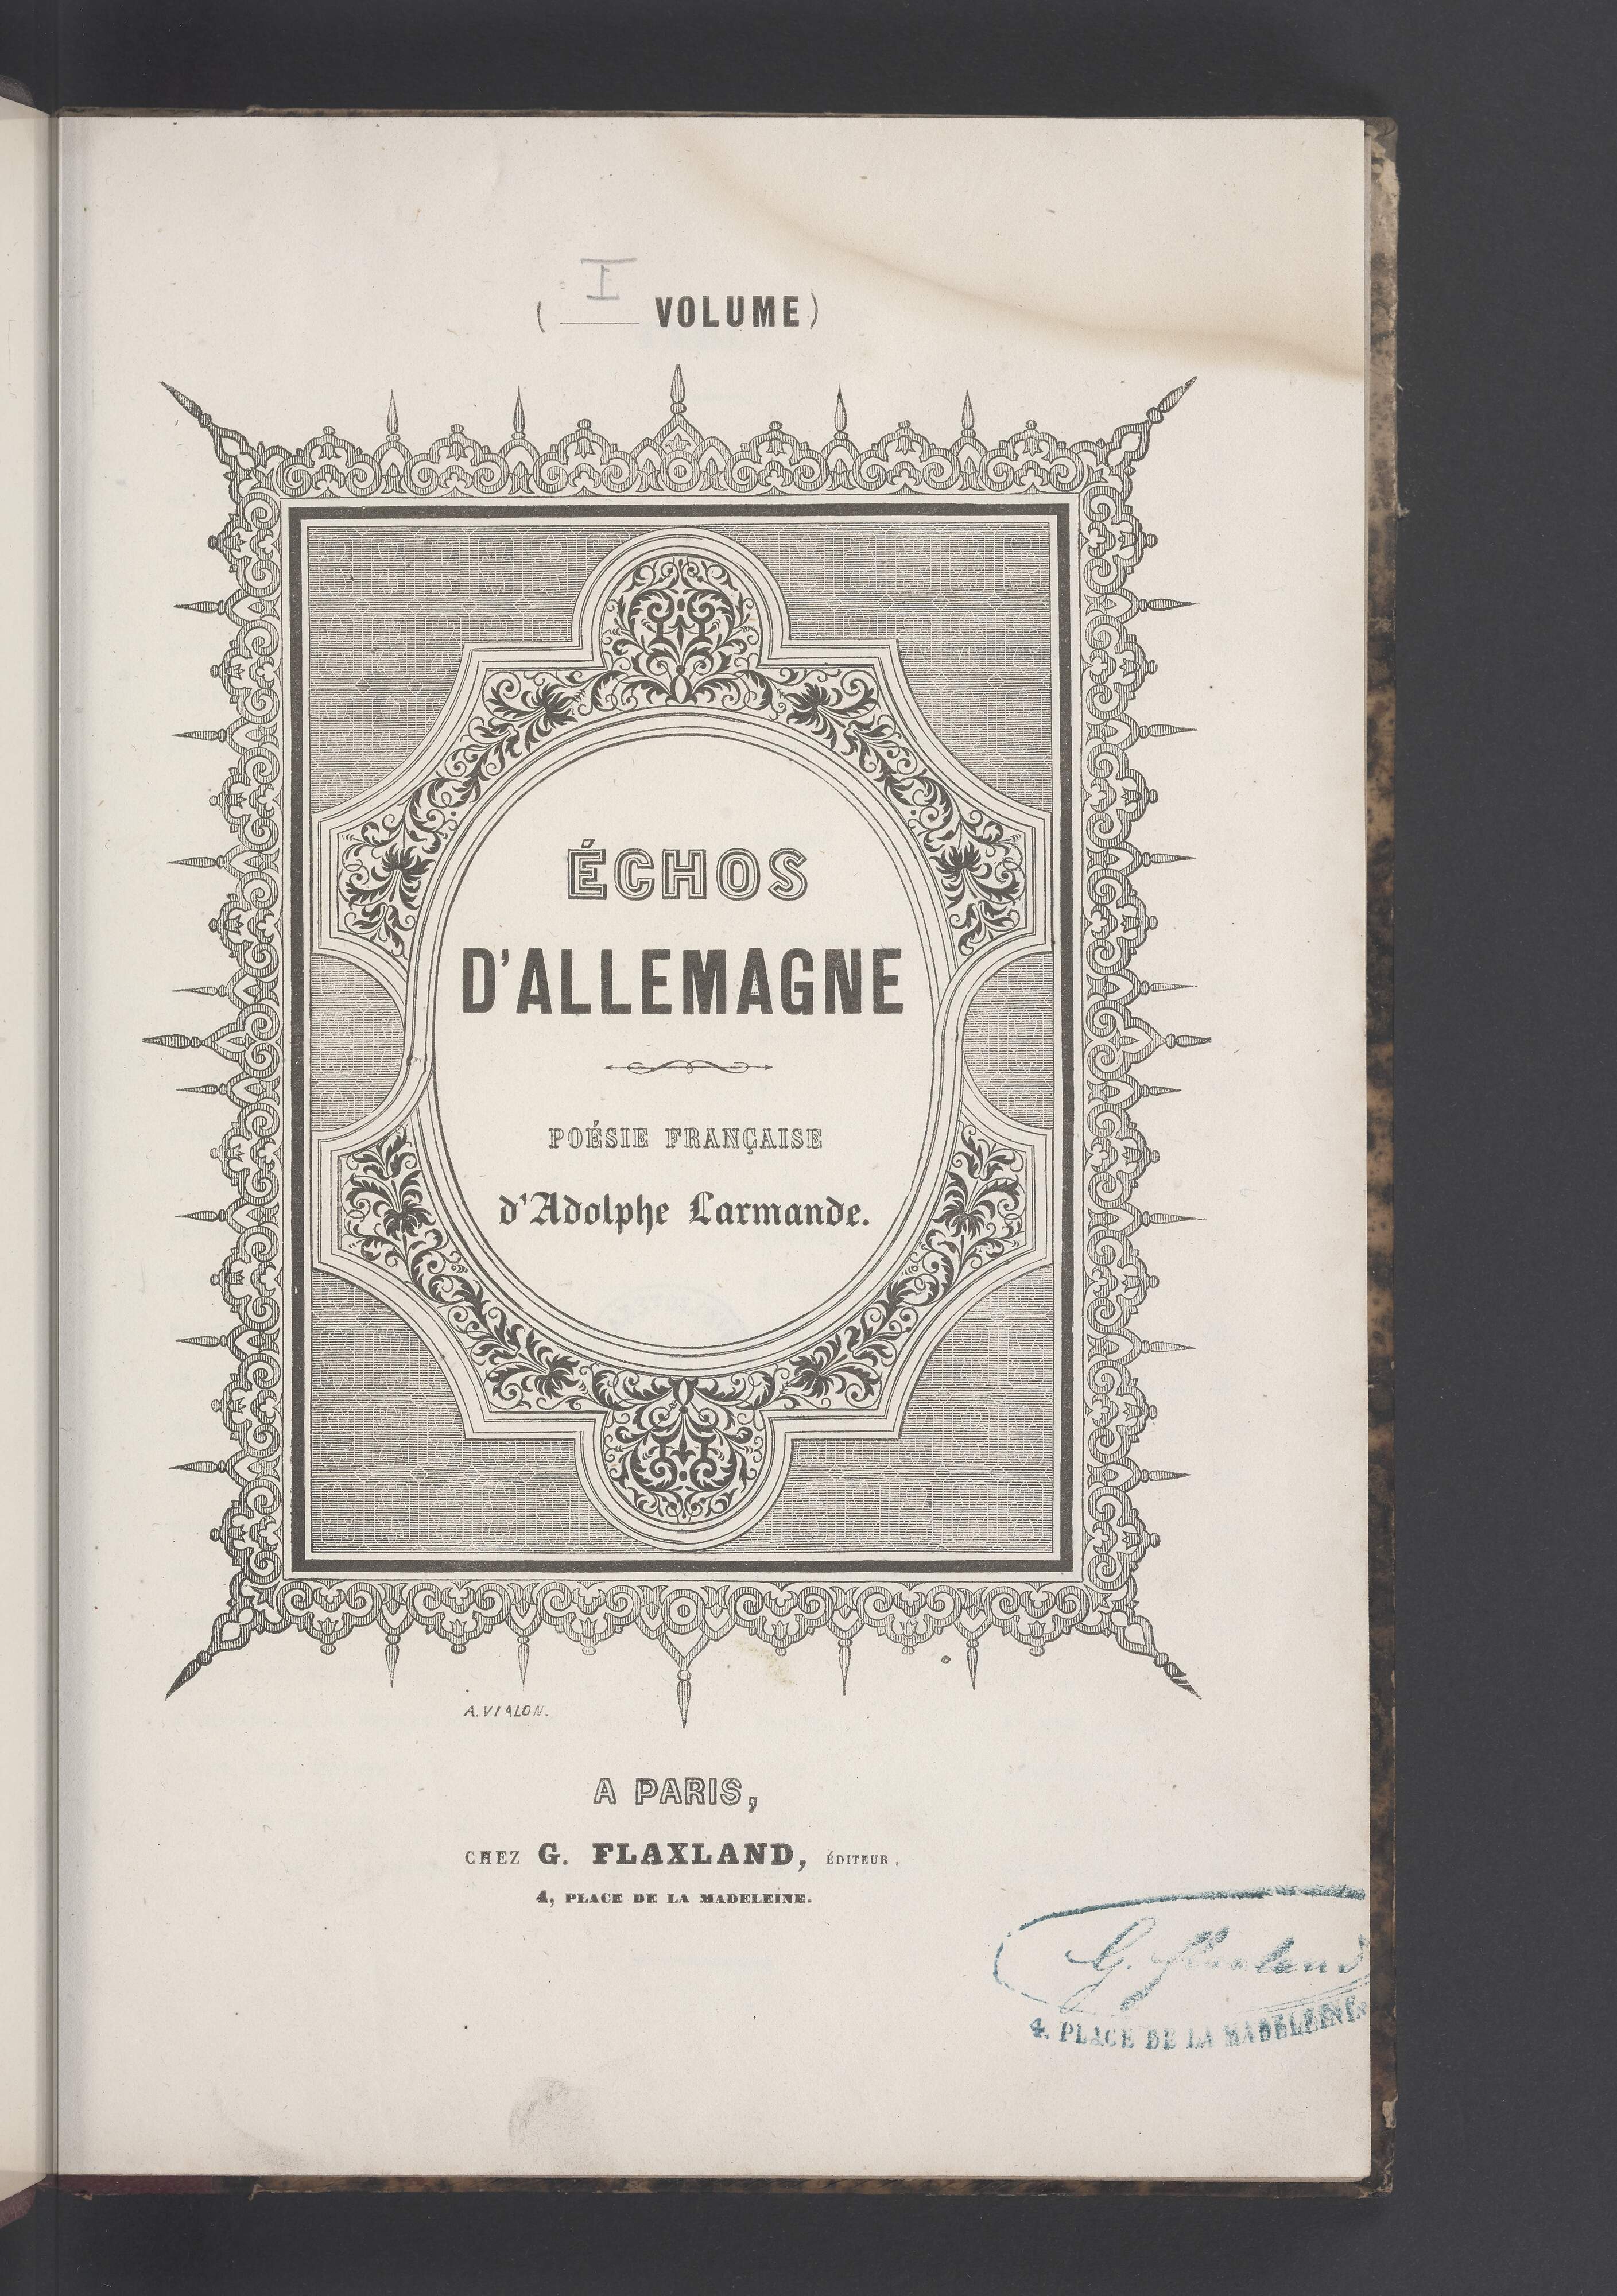 ( I VOLUME)
ÉCHOS
D'ALLEMAGNE
POÉSIE FRANÇAISE
d'Adolphe Larmande.
A. VIALON.
A PARIS,
CHEZ G. FLAXLAND, ÉDITEUR,
4, PLACE DE LA MADELEINE.
G. Flaxland
4, PLACE DE LA MADELEINE